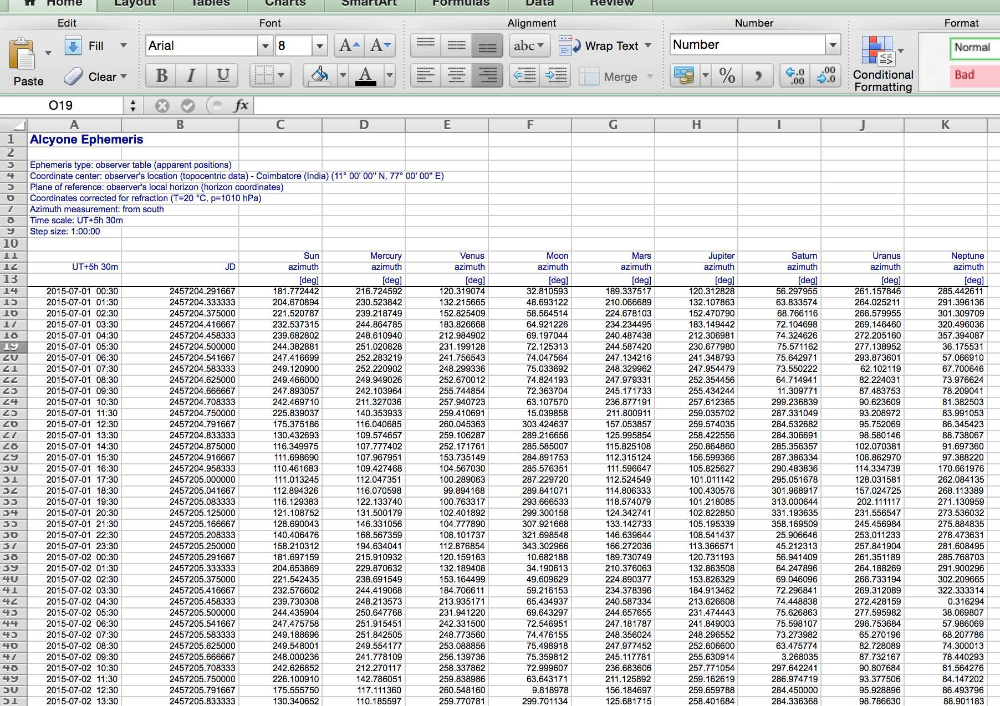 Home Layout Tables Charts SmartArt Formulas Data Review
Edit Font Alignment Number Format
Fill Arial 8 A A abc Wrap Text Number Normal
Paste Clear B I U A Merge % Conditional Formatting Bad
O19 fx
A B C D E F G H I J K
1 Alcyone Ephemeris
2
3 Ephemeris type: observer table (apparent positions)
4 Coordinate center: observer's location (topocentric data) - Coimbatore (India) (11° 00' 00" N, 77° 00' 00" E)
5 Plane of reference: observer's local horizon (horizon coordinates)
6 Coordinates corrected for refraction (T=20 °C, p=1010 hPa)
7 Azimuth measurement: from south
8 Time scale: UT+5h 30m
9 Step size: 1:00:00
10
11 Sun Mercury Venus Moon Mars Jupiter Saturn Uranus Neptune
12 UT+5h 30m JD azimuth azimuth azimuth azimuth azimuth azimuth azimuth azimuth azimuth
13 [deg] [deg] [deg] [deg] [deg] [deg] [deg] [deg] [deg]
14 2015-07-01 00:30 2457204.291667 181.772442 216.724592 120.319074 32.810593 189.337517 120.312828 56.297955 261.157846 285.442611
15 2015-07-01 01:30 2457204.333333 204.670894 230.523842 132.215665 48.693122 210.066689 132.107863 63.833574 264.025211 291.396136
16 2015-07-01 02:30 2457204.375000 221.520787 239.218749 152.825409 58.564514 224.678103 152.470790 68.766116 266.579955 301.309709
17 2015-07-01 03:30 2457204.416667 232.537315 244.864785 183.826668 64.921226 234.234495 183.149442 72.104698 269.146460 320.496036
18 2015-07-01 04:30 2457204.458333 239.682802 248.610940 212.984902 69.197044 240.487438 212.306981 74.324626 272.205160 357.394087
19 2015-07-01 05:30 2457204.500000 244.382881 251.020828 231.199128 72.125313 244.587420 230.677980 75.571162 277.138952 36.175531
20 2015-07-01 06:30 2457204.541667 247.416699 252.283219 241.756543 74.047564 247.134216 241.348793 75.642971 293.873601 57.066910
21 2015-07-01 07:30 2457204.583333 249.120900 252.220902 248.299336 75.033692 248.329962 247.954479 73.550222 62.102119 67.700646
22 2015-07-01 08:30 2457204.625000 249.466000 249.949026 252.670012 74.824193 247.979331 252.354456 64.714941 82.224031 73.976624
23 2015-07-01 09:30 2457204.666667 247.893057 242.103964 255.744854 72.363704 245.171733 255.434244 11.309771 87.483753 78.209041
24 2015-07-01 10:30 2457204.708333 242.469710 211.327036 257.940723 63.107570 236.877191 257.612365 299.236839 90.623609 81.382503
25 2015-07-01 11:30 2457204.750000 225.839037 140.353933 259.410691 15.039858 211.800911 259.035702 287.331049 93.208972 83.991053
26 2015-07-01 12:30 2457204.791667 175.375186 116.040685 260.045363 303.424637 157.053857 259.574035 284.532682 95.752069 86.345423
27 2015-07-01 13:30 2457204.833333 130.432693 109.574657 259.106287 289.216656 125.995854 258.422556 284.306691 98.580146 88.738067
28 2015-07-01 14:30 2457204.875000 116.349975 107.777402 252.171761 285.585007 115.825108 250.864860 285.356357 102.070381 91.697360
29 2015-07-01 15:30 2457204.916667 111.698690 107.967951 153.735149 284.891753 112.315124 156.599366 287.386334 106.862970 97.388220
30 2015-07-01 16:30 2457204.958333 110.461683 109.427468 104.567030 285.576351 111.596647 105.825627 290.483836 114.334739 170.661976
31 2015-07-01 17:30 2457205.000000 111.013245 112.047351 100.289063 287.229720 112.524549 101.011142 295.051678 128.031581 262.084135
32 2015-07-01 18:30 2457205.041667 112.894326 116.070598 99.894168 289.841071 114.806333 100.430576 301.968917 157.024725 268.113389
33 2015-07-01 19:30 2457205.083333 116.129383 122.133740 100.763317 293.666533 118.574079 101.218085 313.000644 202.111117 271.130959
34 2015-07-01 20:30 2457205.125000 121.108752 131.500179 102.401892 299.300158 124.342741 102.822850 331.193635 231.556547 273.536032
35 2015-07-01 21:30 2457205.166667 128.690043 146.331056 104.777890 307.921668 133.142733 105.195339 358.169509 245.456984 275.884835
36 2015-07-01 22:30 2457205.208333 140.406476 168.567359 108.101737 321.698548 146.639644 108.541437 25.906646 253.011233 278.473631
37 2015-07-01 23:30 2457205.250000 158.210312 194.634041 112.876854 343.302966 166.272036 113.366571 45.212313 257.841904 281.608495
38 2015-07-02 00:30 2457205.291667 181.697159 215.910932 120.159163 10.682188 189.730749 120.731193 56.941409 261.351189 285.768703
39 2015-07-02 01:30 2457205.333333 204.653869 229.870632 132.189408 34.190613 210.376063 132.863508 64.247896 264.188269 291.900296
40 2015-07-02 02:30 2457205.375000 221.542435 238.691549 153.164499 49.609629 224.890377 153.826329 69.046096 266.733194 302.209665
41 2015-07-02 03:30 2457205.416667 232.576602 244.419068 184.706611 59.216153 234.378396 184.913462 72.296841 269.312089 322.333314
42 2015-07-02 04:30 2457205.458333 239.730308 248.213573 213.935171 65.434937 240.587334 213.626608 74.448838 272.428159 0.316294
43 2015-07-02 05:30 2457205.500000 244.435904 250.647768 231.941220 69.643297 244.657655 231.474443 75.626863 277.595982 38.069807
44 2015-07-02 06:30 2457205.541667 247.475758 251.915451 242.331500 72.546951 247.181787 241.849003 75.598107 296.753684 57.986069
45 2015-07-02 07:30 2457205.583333 249.188696 251.842505 248.773560 74.476155 248.356024 248.296552 73.273982 65.270196 68.207786
46 2015-07-02 08:30 2457205.625000 249.548001 249.554177 253.088856 75.498918 247.977452 252.606600 63.475774 82.728089 74.300013
47 2015-07-02 09:30 2457205.666667 248.000236 241.778109 256.139736 75.359812 245.117781 255.630914 3.268035 87.732167 78.440293
48 2015-07-02 10:30 2457205.708333 242.626852 212.270117 258.337862 72.999607 236.683606 257.771054 297.642241 90.807684 81.564276
49 2015-07-02 11:30 2457205.750000 226.100910 142.786051 259.838986 63.643171 211.125892 259.162619 286.974719 93.377506 84.147202
50 2015-07-02 12:30 2457205.791667 175.555750 117.111360 260.548160 9.818978 156.184697 259.659788 284.450000 95.928896 86.493796
51 2015-07-02 13:30 2457205.833333 130.340652 110.185597 259.770781 299.701134 125.681715 258.401684 284.336368 98.786630 88.901183